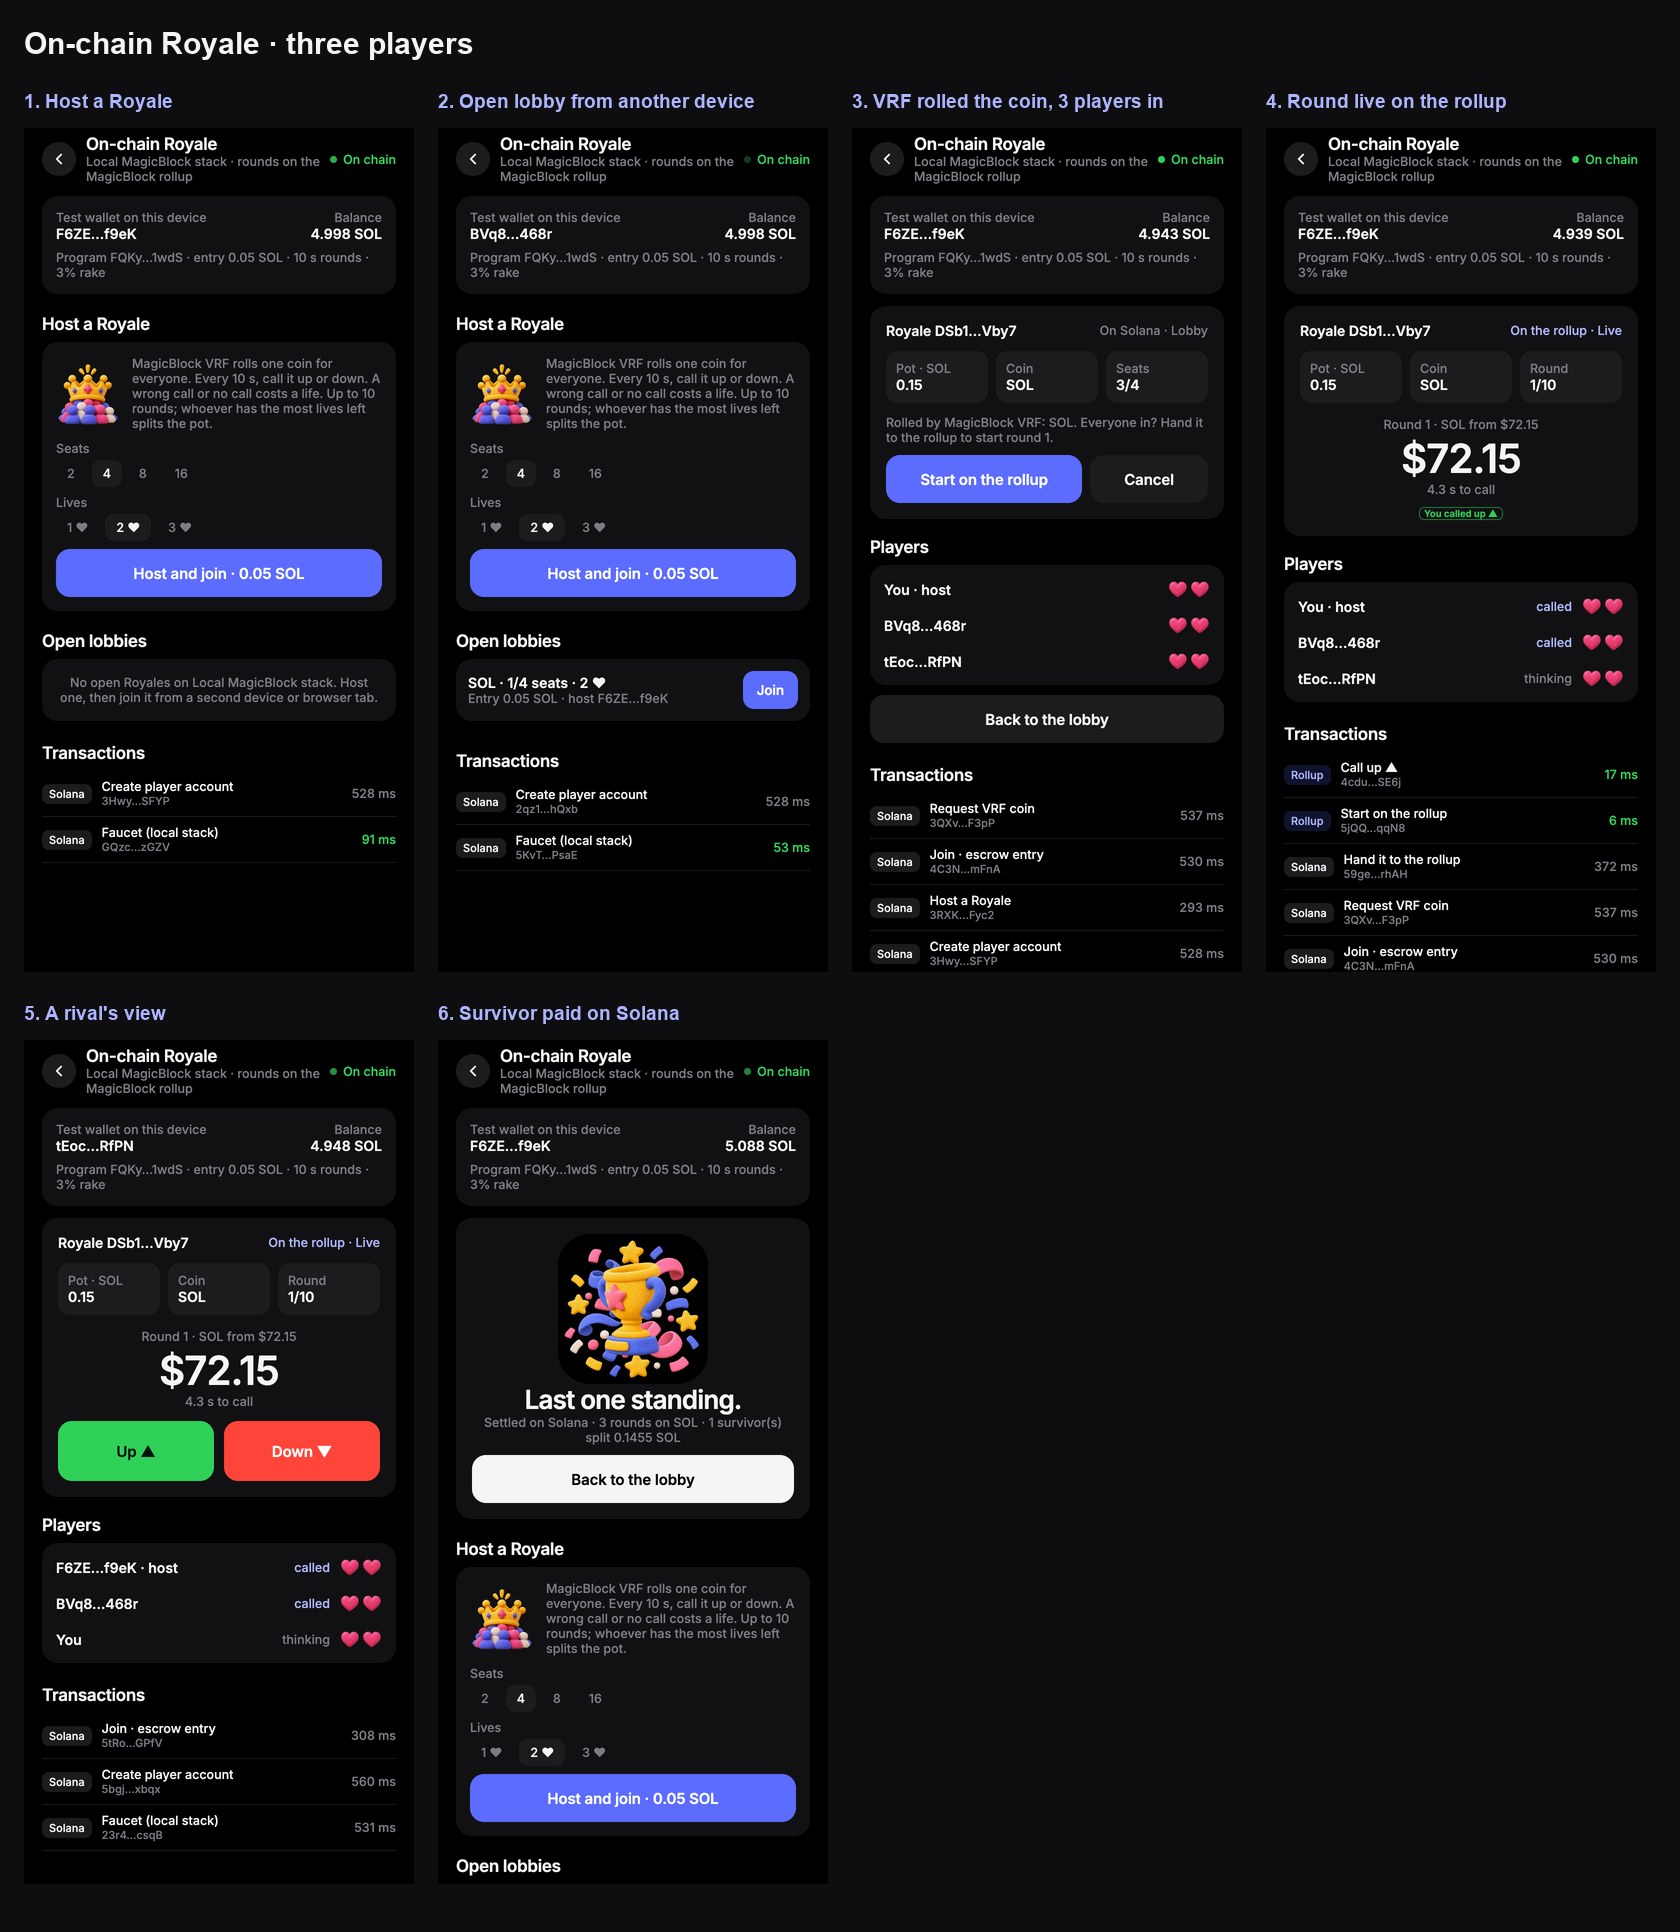 On-chain Royale · three players
1. Host a Royale
On-chain Royale
Local MagicBlock stack · rounds on the
MagicBlock rollup
On chain
Test wallet on this device
Balance
F6ZE...f9eK
4.998 SOL
Program FQKy...1wdS · entry 0.05 SOL · 10 s rounds ·
3% rake
Host a Royale
MagicBlock VRF rolls one coin for
everyone. Every 10 s, call it up or down. A
wrong call or no call costs a life. Up to 10
rounds; whoever has the most lives left
splits the pot.
Seats
2 4 8 16
Lives
1 ♥ 2 ♥ 3 ♥
Host and join · 0.05 SOL
Open lobbies
No open Royales on Local MagicBlock stack. Host
one, then join it from a second device or browser tab.
Transactions
Solana
Create player account
3Hwy...SFYP
528 ms
Solana
Faucet (local stack)
GQzc...zGZV
91 ms
2. Open lobby from another device
On-chain Royale
Local MagicBlock stack · rounds on the
MagicBlock rollup
On chain
Test wallet on this device
Balance
BVq8...468r
4.998 SOL
Program FQKy...1wdS · entry 0.05 SOL · 10 s rounds ·
3% rake
Host a Royale
MagicBlock VRF rolls one coin for
everyone. Every 10 s, call it up or down. A
wrong call or no call costs a life. Up to 10
rounds; whoever has the most lives left
splits the pot.
Seats
2 4 8 16
Lives
1 ♥ 2 ♥ 3 ♥
Host and join · 0.05 SOL
Open lobbies
SOL · 1/4 seats · 2 ♥
Entry 0.05 SOL · host F6ZE...f9eK
Join
Transactions
Solana
Create player account
2qz1...hQxb
528 ms
Solana
Faucet (local stack)
5KvT...PsaE
53 ms
3. VRF rolled the coin, 3 players in
On-chain Royale
Local MagicBlock stack · rounds on the
MagicBlock rollup
On chain
Test wallet on this device
Balance
F6ZE...f9eK
4.943 SOL
Program FQKy...1wdS · entry 0.05 SOL · 10 s rounds ·
3% rake
Royale DSb1...Vby7
On Solana · Lobby
Pot · SOL
0.15
Coin
SOL
Seats
3/4
Rolled by MagicBlock VRF: SOL. Everyone in? Hand it
to the rollup to start round 1.
Start on the rollup
Cancel
Players
You · host
BVq8...468r
tEoc...RfPN
Back to the lobby
Transactions
Solana
Request VRF coin
3QXv...F3pP
537 ms
Solana
Join · escrow entry
4C3N...mFnA
530 ms
Solana
Host a Royale
3RXK...Fyc2
293 ms
Solana
Create player account
3Hwy...SFYP
528 ms
4. Round live on the rollup
On-chain Royale
Local MagicBlock stack · rounds on the
MagicBlock rollup
On chain
Test wallet on this device
Balance
F6ZE...f9eK
4.939 SOL
Program FQKy...1wdS · entry 0.05 SOL · 10 s rounds ·
3% rake
Royale DSb1...Vby7
On the rollup · Live
Pot · SOL
0.15
Coin
SOL
Round
1/10
Round 1 · SOL from $72.15
$72.15
4.3 s to call
You called up ▲
Players
You · host
called
BVq8...468r
called
tEoc...RfPN
thinking
Transactions
Rollup
Call up ▲
4cdu...SE6j
17 ms
Rollup
Start on the rollup
5jQQ...qqN8
6 ms
Solana
Hand it to the rollup
59ge...rhAH
372 ms
Solana
Request VRF coin
3QXv...F3pP
537 ms
Solana
Join · escrow entry
4C3N...mFnA
530 ms
5. A rival's view
On-chain Royale
Local MagicBlock stack · rounds on the
MagicBlock rollup
On chain
Test wallet on this device
Balance
tEoc...RfPN
4.948 SOL
Program FQKy...1wdS · entry 0.05 SOL · 10 s rounds ·
3% rake
Royale DSb1...Vby7
On the rollup · Live
Pot · SOL
0.15
Coin
SOL
Round
1/10
Round 1 · SOL from $72.15
$72.15
4.3 s to call
Up ▲
Down ▼
Players
F6ZE...f9eK · host
called
BVq8...468r
called
You
thinking
Transactions
Solana
Join · escrow entry
5tRo...GPfV
308 ms
Solana
Create player account
5bgj...xbqx
560 ms
Solana
Faucet (local stack)
23r4...csqB
531 ms
6. Survivor paid on Solana
On-chain Royale
Local MagicBlock stack · rounds on the
MagicBlock rollup
On chain
Test wallet on this device
Balance
F6ZE...f9eK
5.088 SOL
Program FQKy...1wdS · entry 0.05 SOL · 10 s rounds ·
3% rake
Last one standing.
Settled on Solana · 3 rounds on SOL · 1 survivor(s)
split 0.1455 SOL
Back to the lobby
Host a Royale
MagicBlock VRF rolls one coin for
everyone. Every 10 s, call it up or down. A
wrong call or no call costs a life. Up to 10
rounds; whoever has the most lives left
splits the pot.
Seats
2 4 8 16
Lives
1 ♥ 2 ♥ 3 ♥
Host and join · 0.05 SOL
Open lobbies